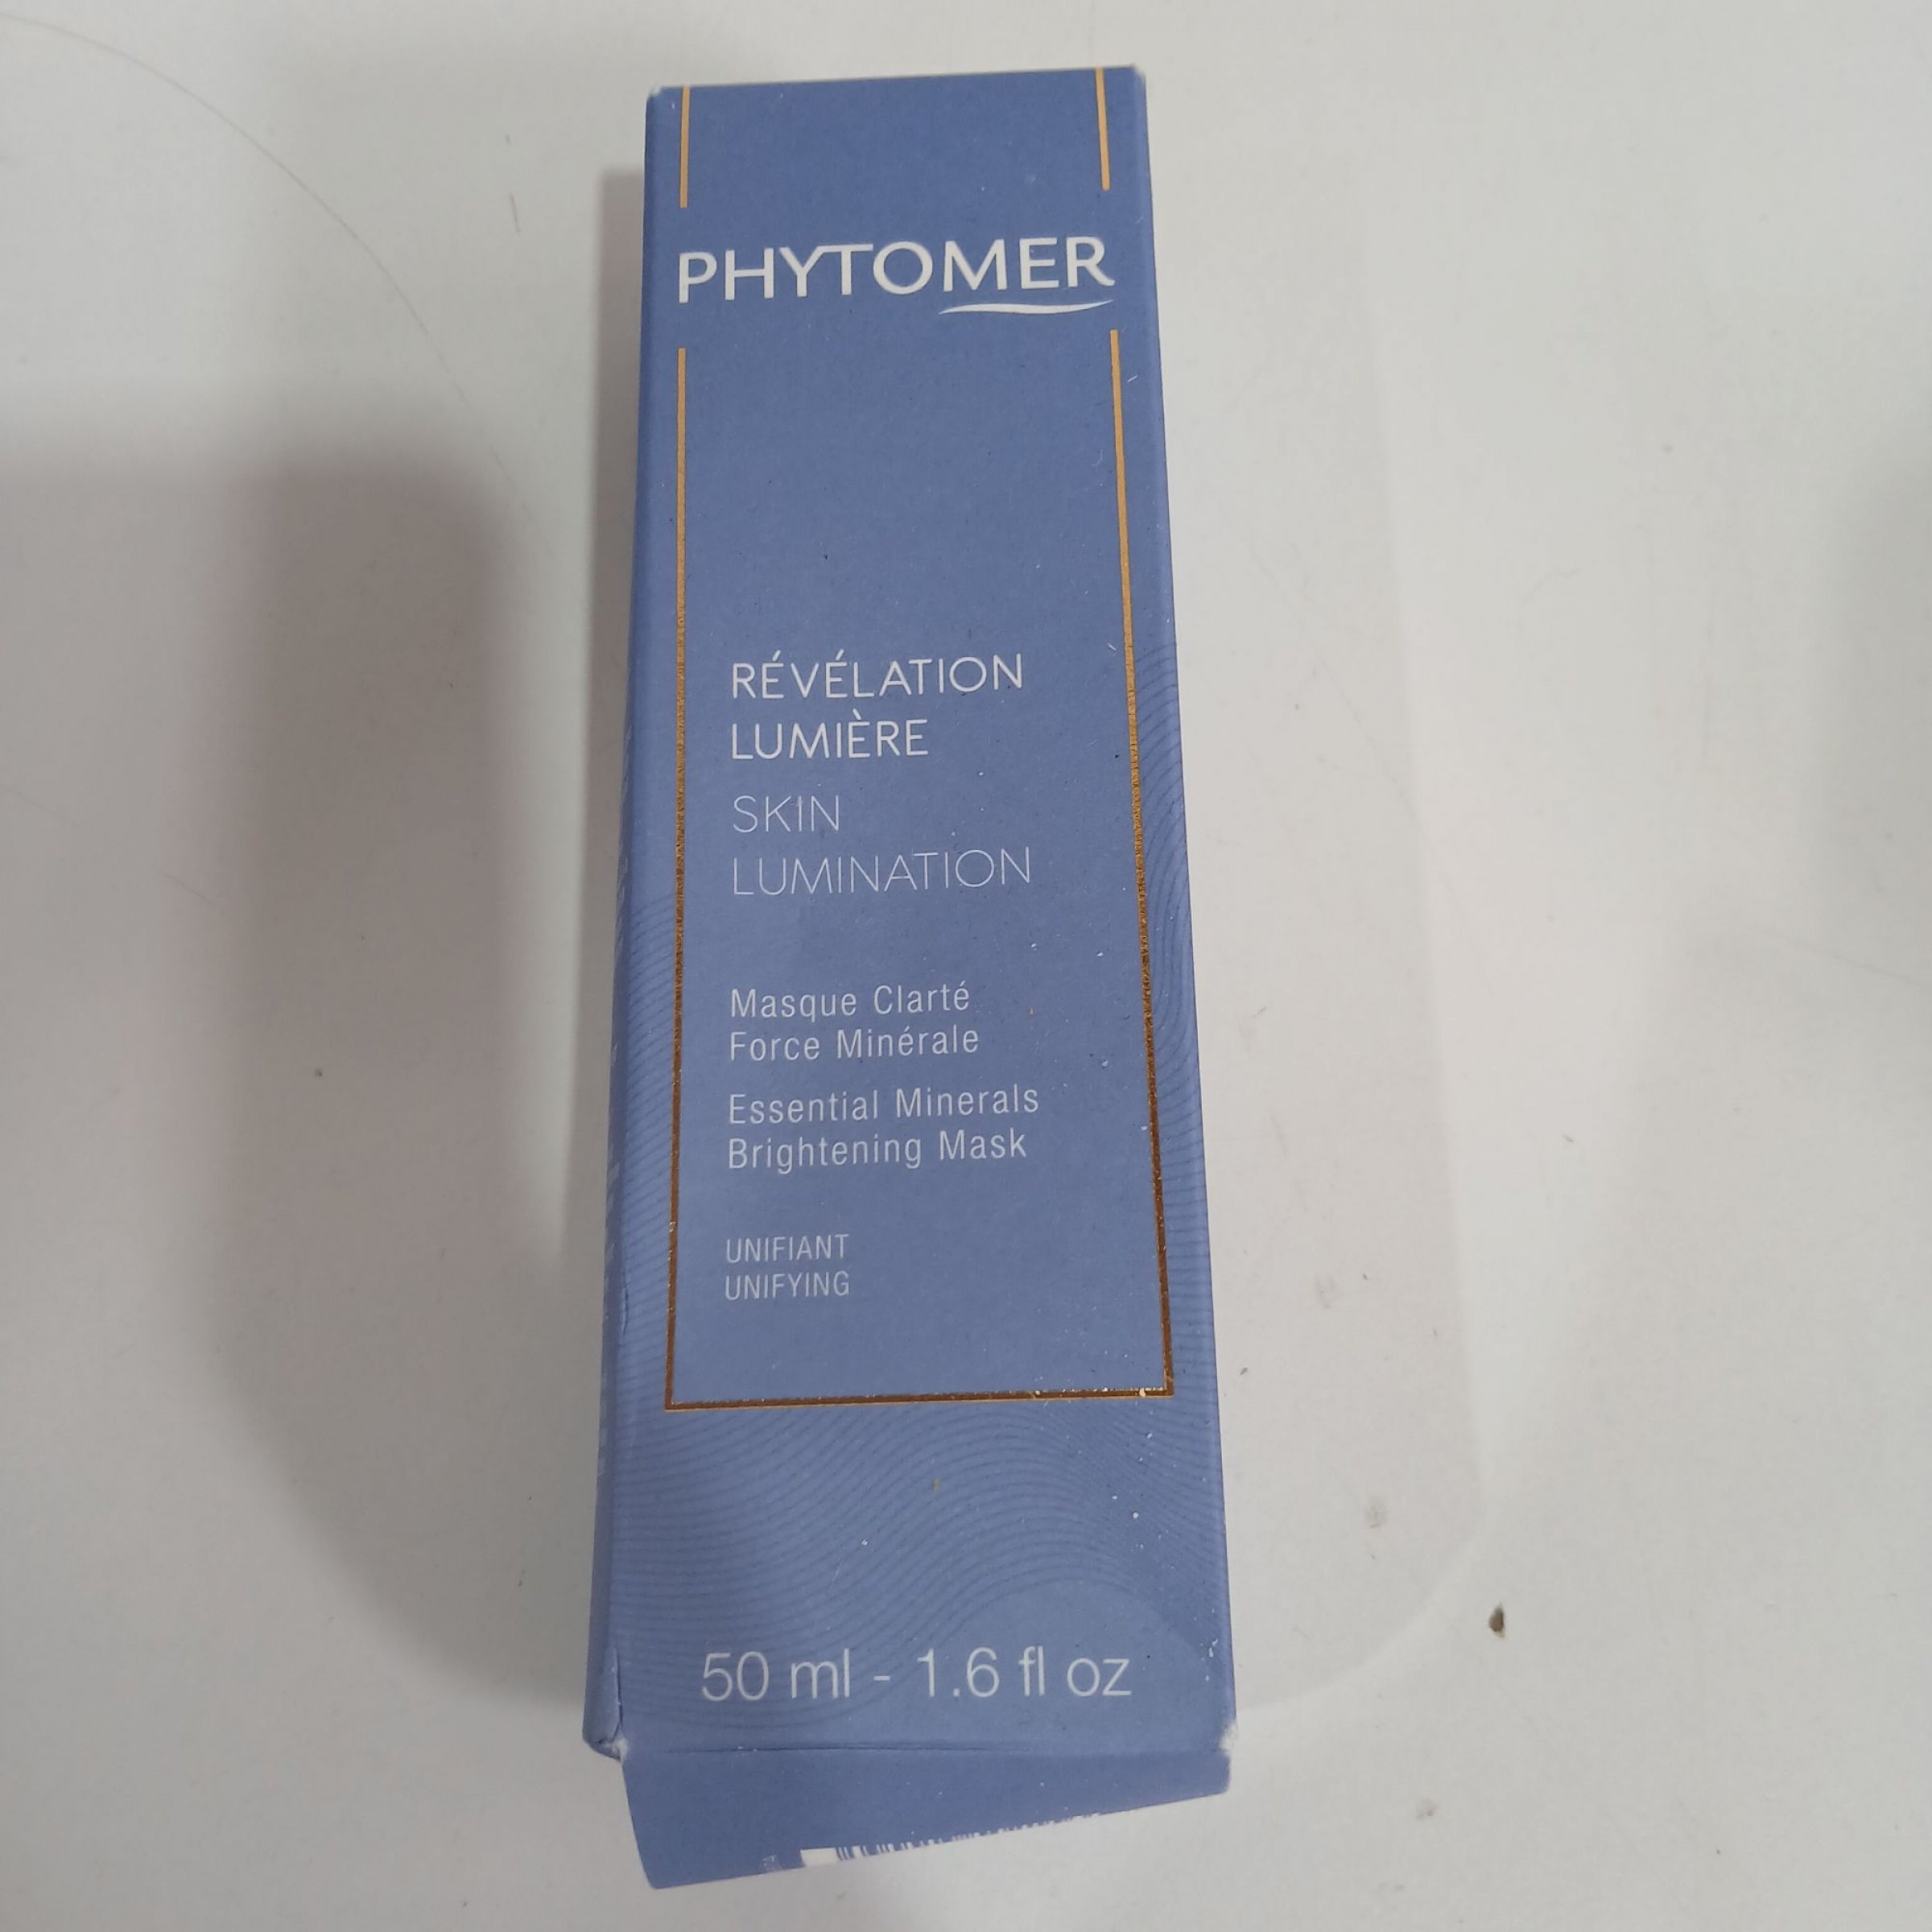 PHYTOMER
RÉVÉLATION
LUMIÈRE
SKIN
LUMINATION
Masque Clarté
Force Minérale
Essential Minerals
Brightening Mask
UNIFIANT
UNIFYING
50 ml - 1.6 fl oz